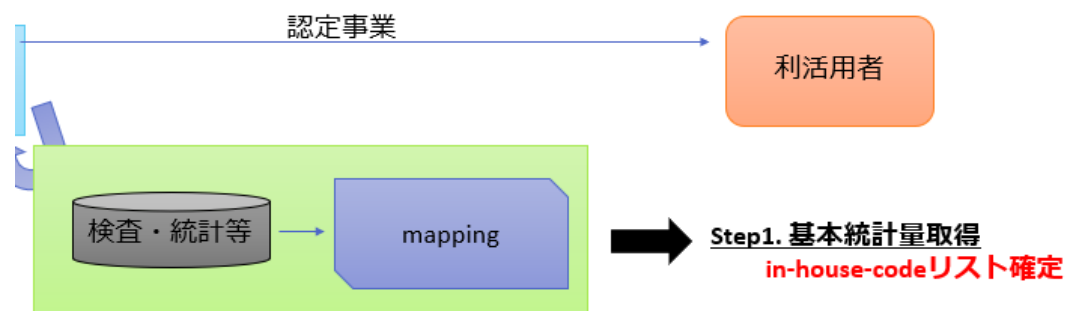 認定事業
利活用者
検査・統計等
mapping
Step1. 基本統計量取得
in-house-codeリスト確定